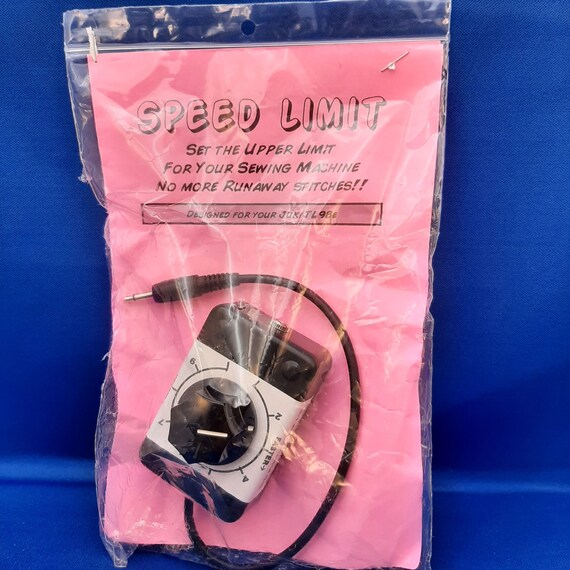 SPEED LIMIT
SET THE UPPER LIMIT
FOR YOUR SEWING MACHINE
NO MORE RUNAWAY STITCHES!!
DESIGNED FOR YOUR JUKI-TL98E
FASTER